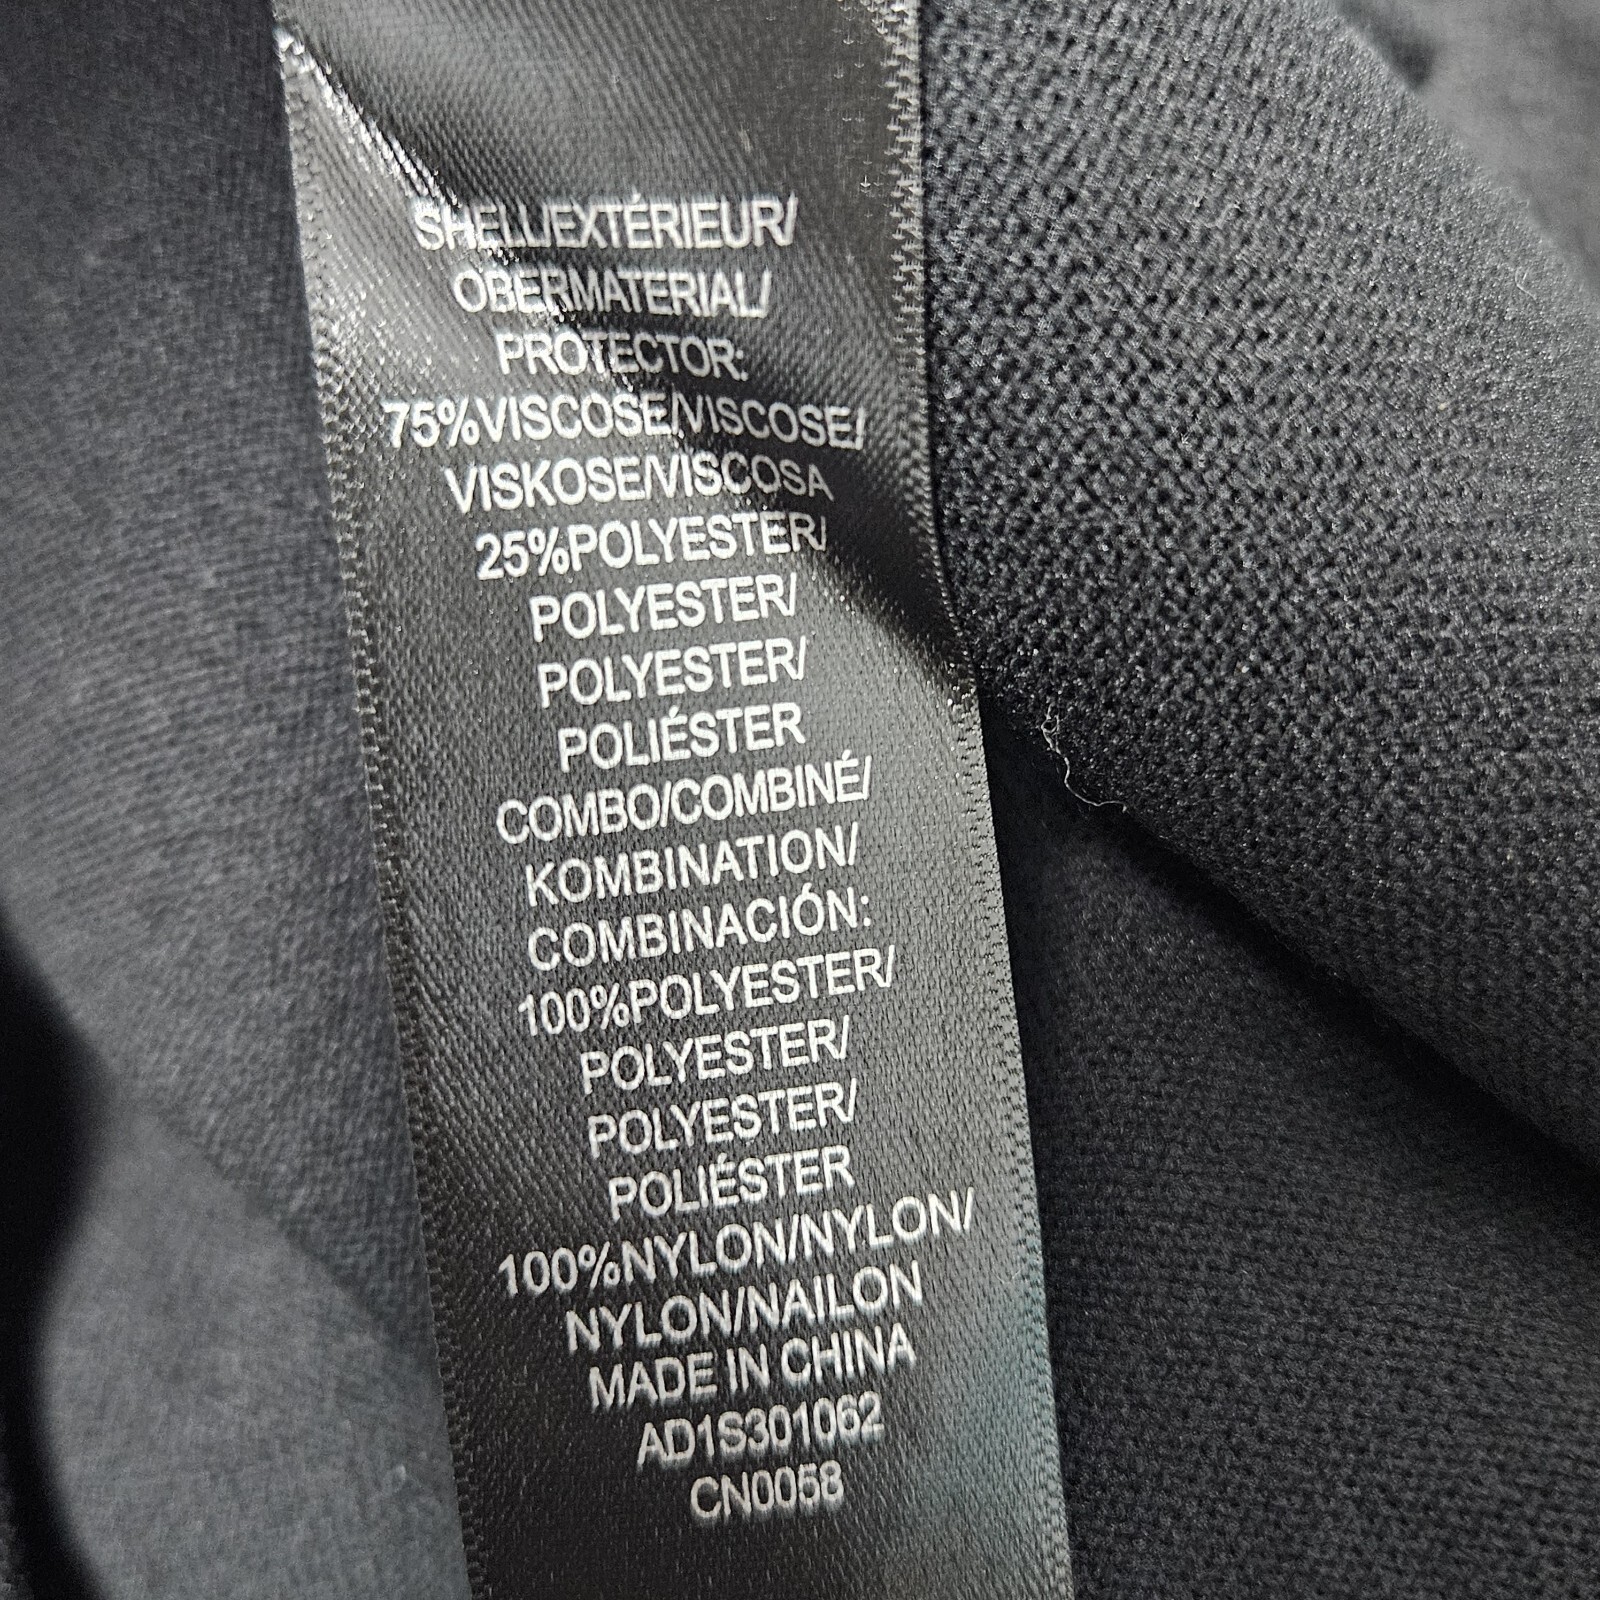 SHELL/EXTÉRIEUR/
OBERMATERIAL/
PROTECTOR:
75%VISCOSE/VISCOSE/
VISKOSE/VISCOSA
25%POLYESTER/
POLYESTER/
POLYESTER/
POLIÉSTER
COMBO/COMBINÉ/
KOMBINATION/
COMBINACIÓN:
100%POLYESTER/
POLYESTER/
POLYESTER/
POLIÉSTER
100%NYLON/NYLON/
NYLON/NAILON
MADE IN CHINA
AD1S301062
CN0058